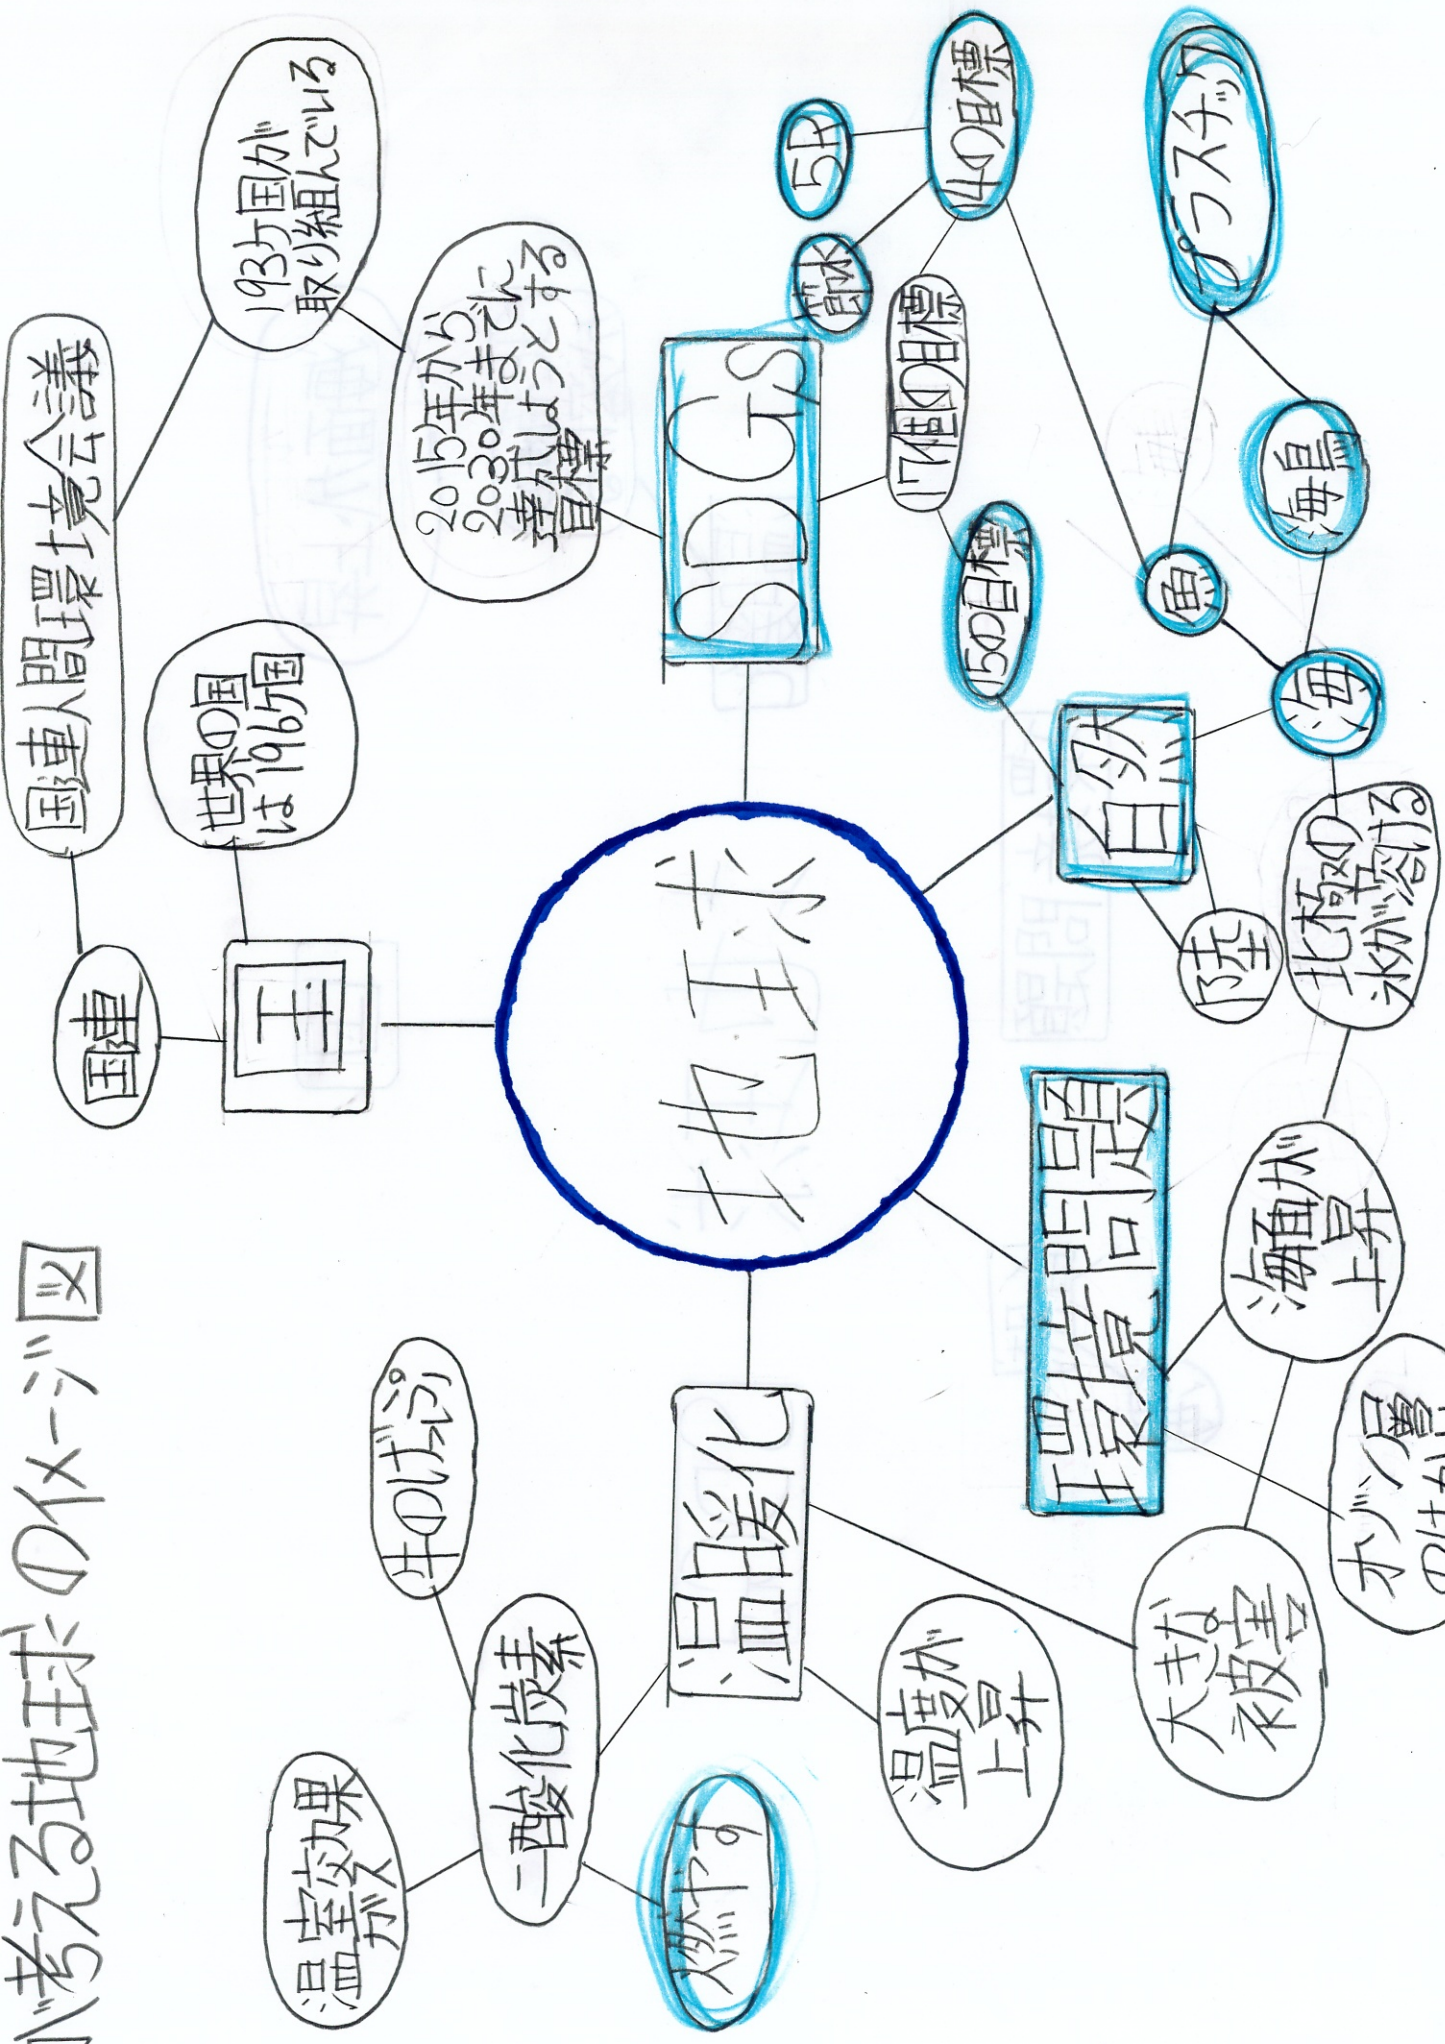 が考える地球のイメージ図
国連人間環境会議
193ケ国が
取り組んでいる
国連
世界の国
は196ケ国
王
2015年から
2030年までに
達成しようとする
目標
SDGs
5R
14の目標
節水
17個の目標
15の目標
プラスチック
海鳥
魚
海
自然
陸
北極の
氷が溶ける
地球
環境問題
海面が
上昇
オゾン層
大きな
被害
温暖化
温度が
上昇
牛のげっぷ
二酸化炭素
温室効果
ガス
燃やす